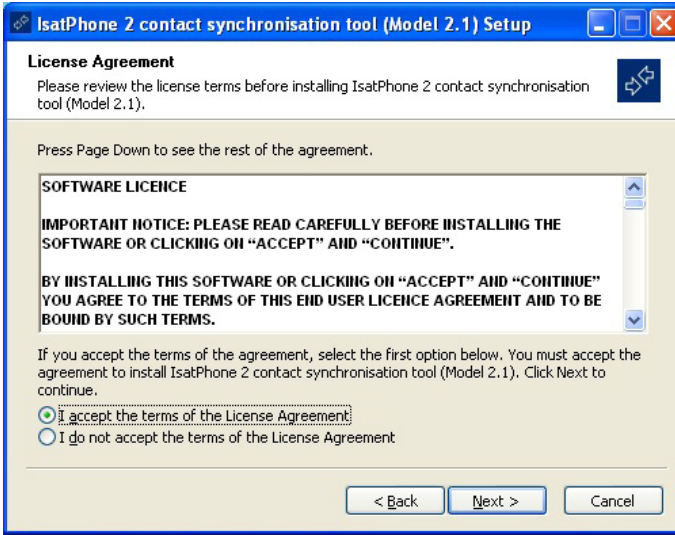 IsatPhone 2 contact synchronisation tool (Model 2.1) Setup
License Agreement
Please review the license terms before installing IsatPhone 2 contact synchronisation
tool (Model 2.1).
Press Page Down to see the rest of the agreement.
SOFTWARE LICENCE
IMPORTANT NOTICE: PLEASE READ CAREFULLY BEFORE INSTALLING THE
SOFTWARE OR CLICKING ON “ACCEPT” AND “CONTINUE”.
BY INSTALLING THIS SOFTWARE OR CLICKING ON “ACCEPT” AND “CONTINUE”
YOU AGREE TO THE TERMS OF THIS END USER LICENCE AGREEMENT AND TO BE
BOUND BY SUCH TERMS.
If you accept the terms of the agreement, select the first option below. You must accept the
agreement to install IsatPhone 2 contact synchronisation tool (Model 2.1). Click Next to
continue.
I accept the terms of the License Agreement
I do not accept the terms of the License Agreement
< Back Next > Cancel